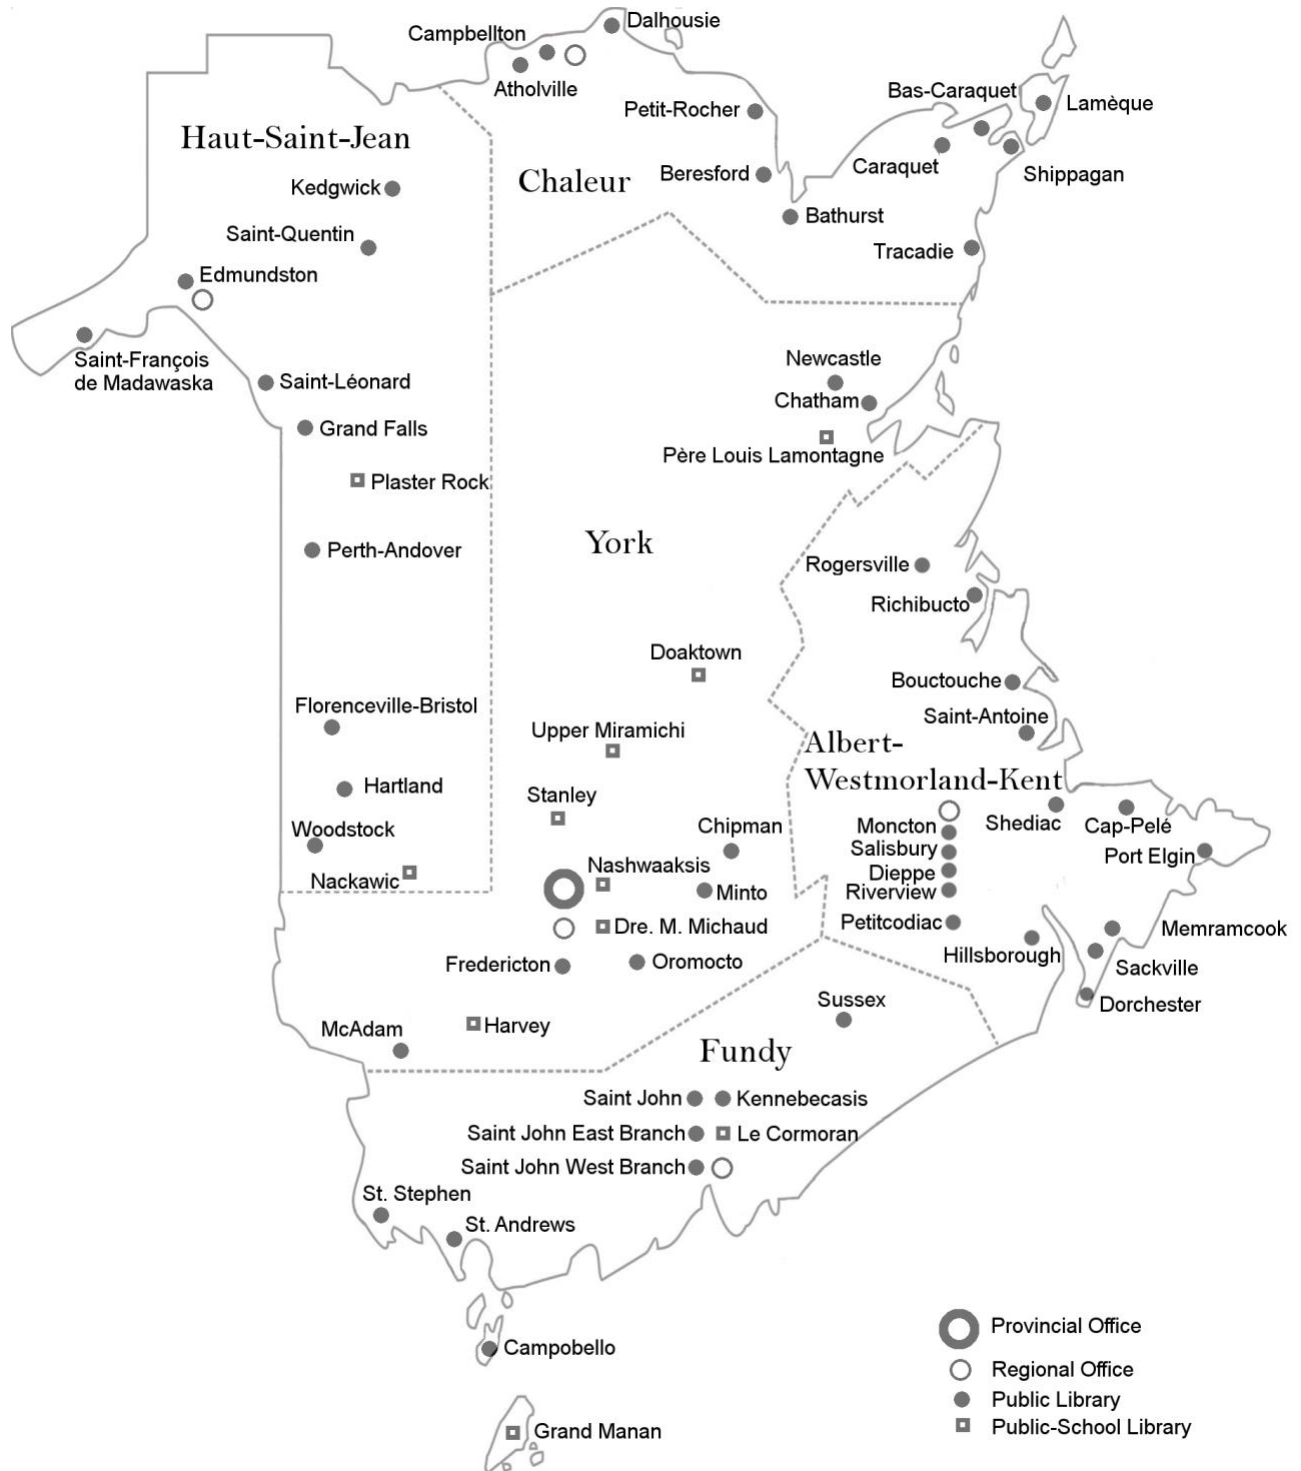 Dalhousie
Campbellton
Atholville
Petit-Rocher
Bas-Caraquet
Lamèque
Haut-Saint-Jean
Caraquet
Shippagan
Kedgwick
Chaleur
Beresford
Bathurst
Saint-Quentin
Tracadie
Edmundston
Saint-François
de Madawaska
Newcastle
Saint-Léonard
Chatham
Grand Falls
Père Louis Lamontagne
Plaster Rock
York
Perth-Andover
Rogersville
Richibucto
Doaktown
Bouctouche
Florenceville-Bristol
Saint-Antoine
Upper Miramichi
Albert-
Westmorland-Kent
Hartland
Stanley
Woodstock
Chipman
Moncton
Shediac
Cap-Pelé
Salisbury
Port Elgin
Nashwaaksis
Dieppe
Nackawic
Minto
Riverview
Dre. M. Michaud
Petitcodiac
Memramcook
Hillsborough
Fredericton
Oromocto
Sackville
Sussex
Dorchester
McAdam
Harvey
Fundy
Saint John
Kennebecasis
Saint John East Branch
Le Cormoran
Saint John West Branch
St. Stephen
St. Andrews
Campobello
Grand Manan
Provincial Office
Regional Office
Public Library
Public-School Library